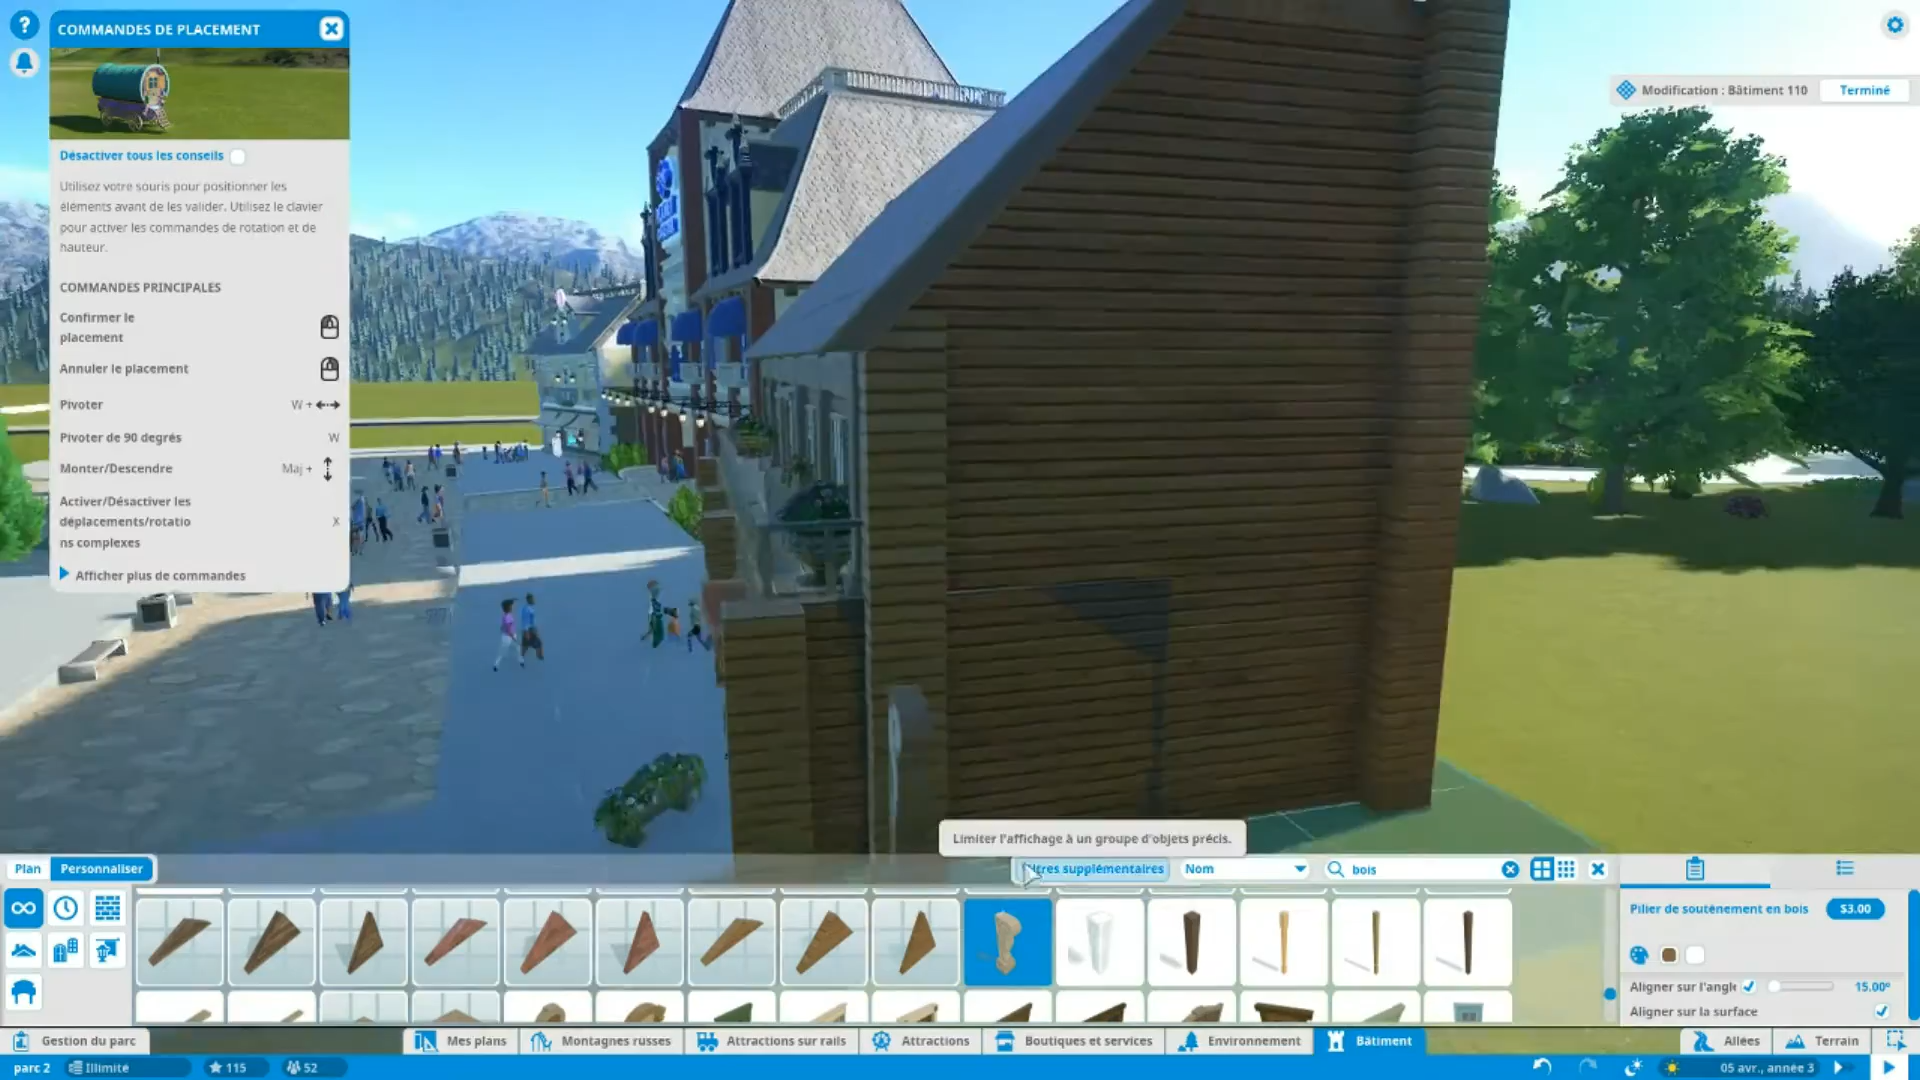 ?
COMMANDES DE PLACEMENT
Désactiver tous les conseils
Utilisez votre souris pour positionner les
éléments avant de les valider. Utilisez le clavier
pour activer les commandes de rotation et de
hauteur.
COMMANDES PRINCIPALES
Confirmer le
placement
Annuler le placement
Pivoter W +
Pivoter de 90 degrés W
Monter/Descendre Maj +
Activer/Désactiver les
déplacements/rotatio X
ns complexes
Afficher plus de commandes
Modification : Bâtiment 110 Terminé
Limiter l'affichage à un groupe d'objets précis.
Plan Personnaliser
supplémentaires Nom bois
Pilier de soutènement en bois $3.00
Aligner sur l'angle 15.00°
Aligner sur la surface
Gestion du parc Mes plans Montagnes russes Attractions sur rails Attractions Boutiques et services Environnement Bâtiment Allées Terrain
parc 2 Illimité 115 52 05 avr., année 3